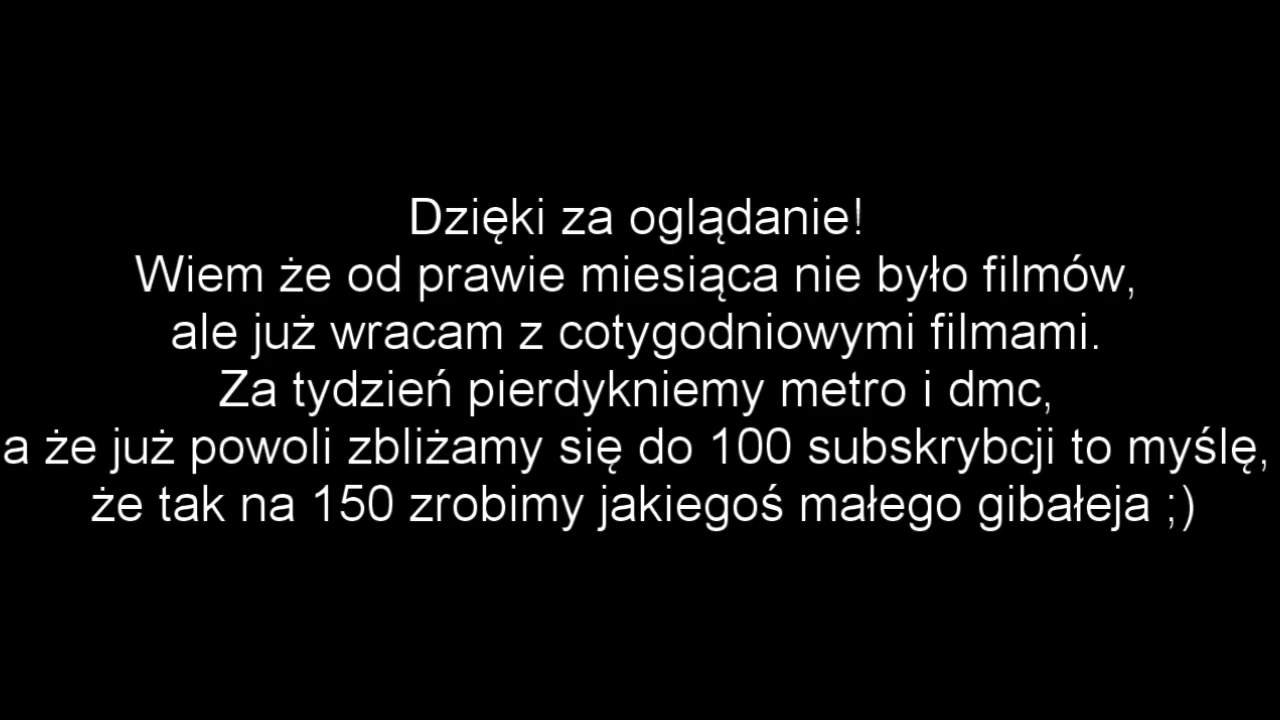 Dzięki za oglądanie!
Wiem że od prawie miesiąca nie było filmów,
ale już wracam z cotygodniowymi filmami.
Za tydzień pierdykniemy metro i dmc,
a że już powoli zbliżamy się do 100 subskrybcji to myślę,
że tak na 150 zrobimy jakiegoś małego gibałeja ;)